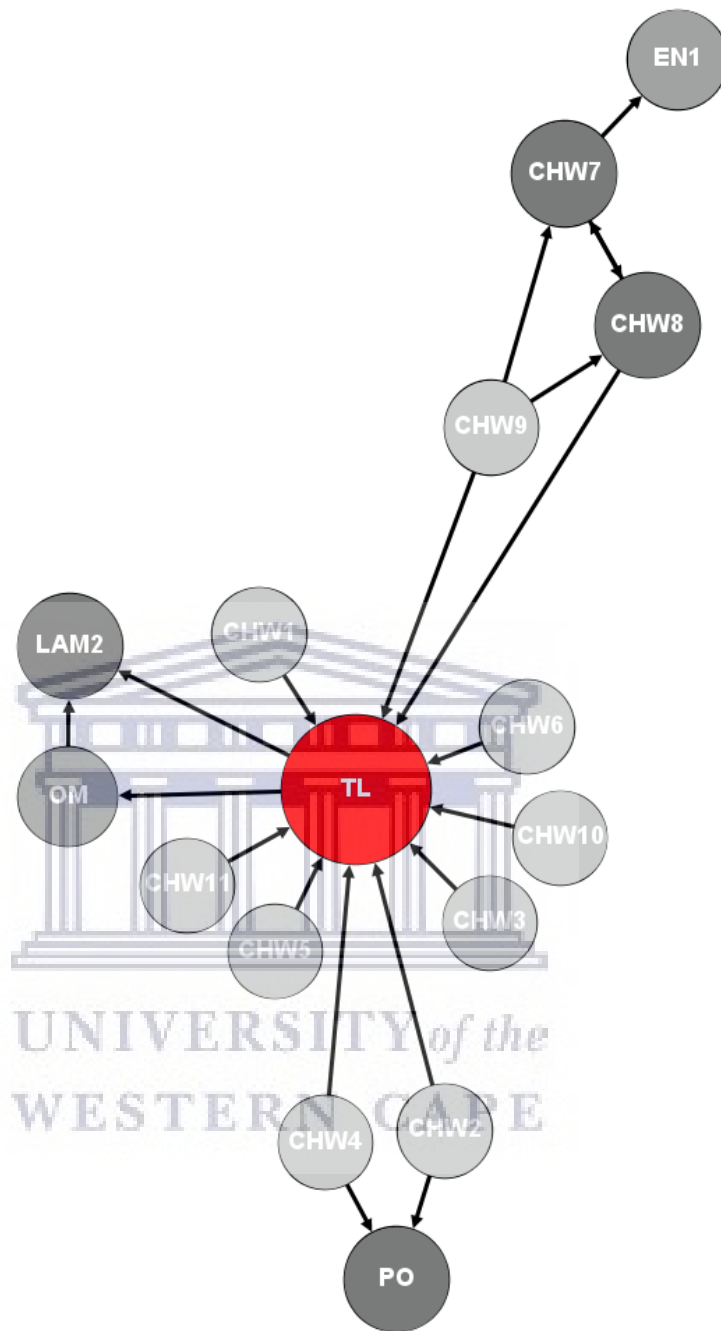 EN1
CHW7
CHW8
CHW9
LAM2
CHW1
CHW6
TL
OM
CHW10
CHW11
CHW3
CHW5
UNIVERSITY of the
WESTERN CAPE
CHW4
CHW2
PO